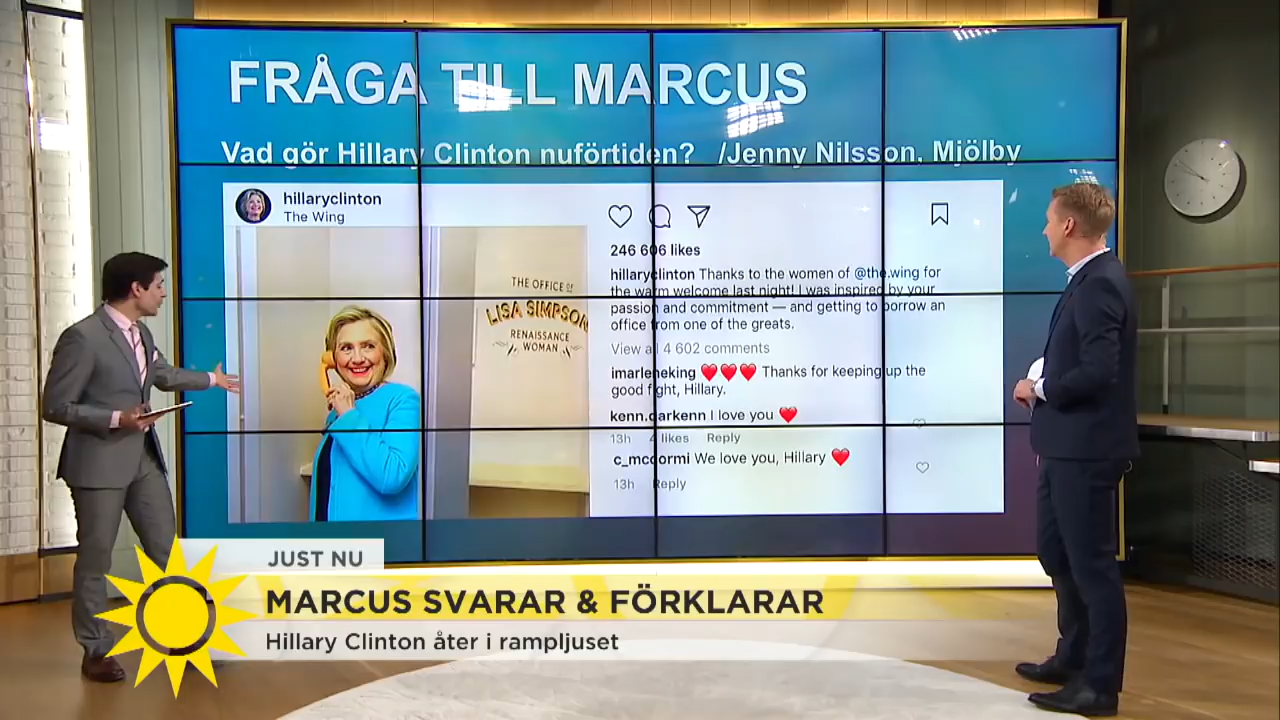 FRÅGA TILL MARCUS
Vad gör Hillary Clinton nuförtiden? /Jenny Nilsson, Mjölby
hillaryclinton
The Wing
THE OFFICE OF
LISA SIMPSON
RENAISSANCE
WOMAN
246 606 likes
hillaryclinton Thanks to the women of @the.wing for
the warm welcome last night! I was inspired by your
passion and commitment — and getting to borrow an
office from one of the greats.
View all 4 602 comments
imarleneking ❤️❤️❤️ Thanks for keeping up the
good fight, Hillary.
kenn.darkenn I love you ❤️
13h 4 likes Reply
c_mccormi We love you, Hillary ❤️
13h Reply
JUST NU
MARCUS SVARAR & FÖRKLARAR
Hillary Clinton åter i rampljuset